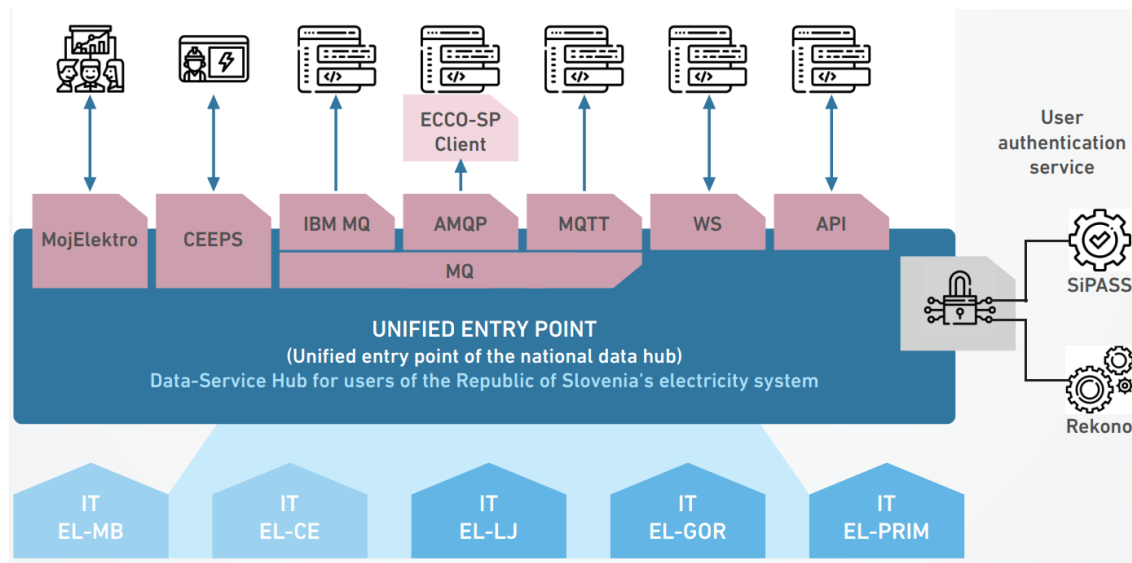 ECCO-SP
Client
User
authentication
service
MojElektro
CEEPS
IBM MQ
AMQP
MQTT
WS
API
MQ
SiPASS
UNIFIED ENTRY POINT
(Unified entry point of the national data hub)
Data-Service Hub for users of the Republic of Slovenia's electricity system
Rekono
IT
EL-MB
IT
EL-CE
IT
EL-LJ
IT
EL-GOR
IT
EL-PRIM